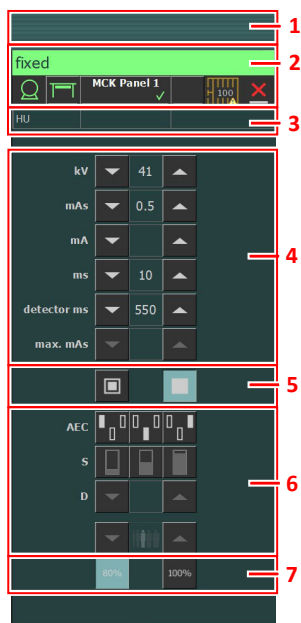 1
fixed
2
MCK Panel 1
100
HU
3
kV 41
mAs 0.5
mA
4
ms 10
detector ms 550
max. mAs
5
AEC
S
6
D
80% 100%
7